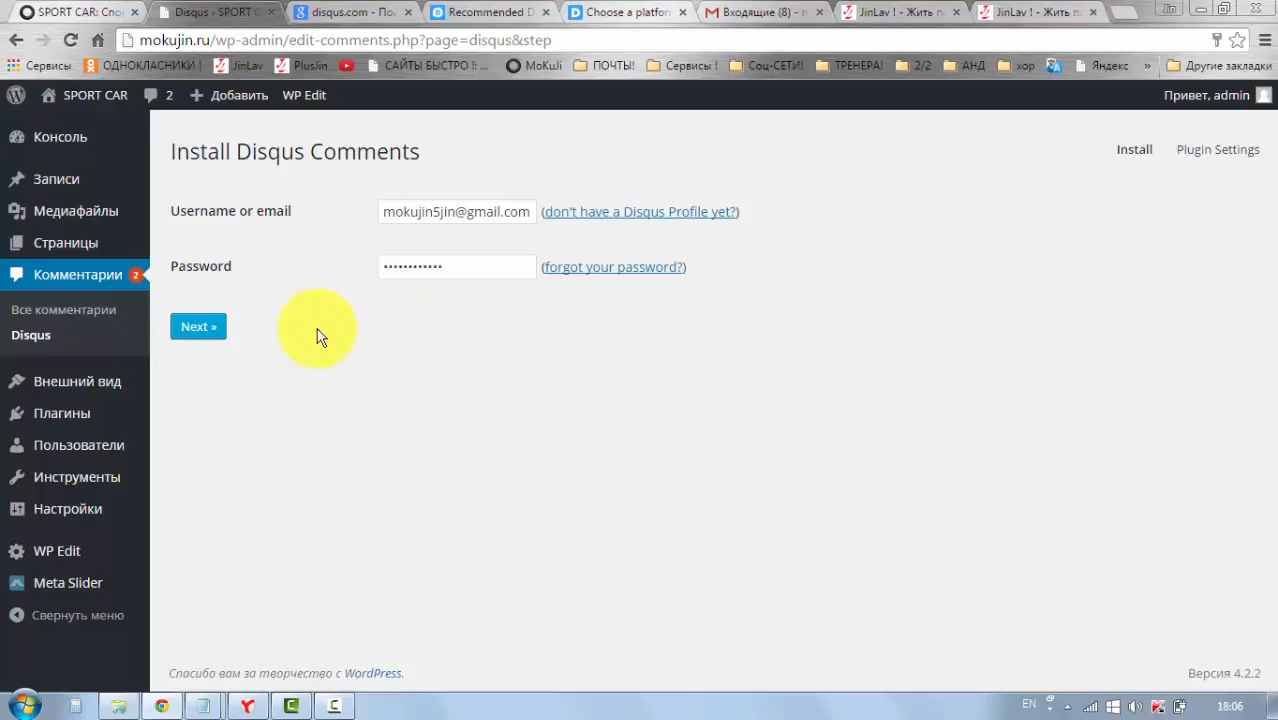 SPORT CAR: Спо
Disqus ‹ SPORT
disqus.com - По
Recommended D
Choose a platfor
Входящие (8)
JinLav ! - Жить п
JinLav ! - Жить п
mokujin.ru/wp-admin/edit-comments.php?page=disqus&step
Сервисы
ОДНОКЛАСНИКИ !
JinLav
PlusJin
САЙТЫ БЫСТРО !: ...
MoKuJi
ПОЧТЫ!
Сервисы !
Соц-СЕТИ!
ТРЕНЕРА!
2/2
АНД
хор
Яндекс
»
Другие закладки
SPORT CAR
2
Добавить
WP Edit
Привет, admin
Консоль
Записи
Медиафайлы
Страницы
Комментарии 2
Все комментарии
Disqus
Внешний вид
Плагины
Пользователи
Инструменты
Настройки
WP Edit
Meta Slider
Свернуть меню
Install Disqus Comments
Install
Plugin Settings
Username or email
mokujin5jin@gmail.com
(don't have a Disqus Profile yet?)
Password
••••••••••••
(forgot your password?)
Next »
Спасибо вам за творчество с WordPress.
Версия 4.2.2
EN
18:06